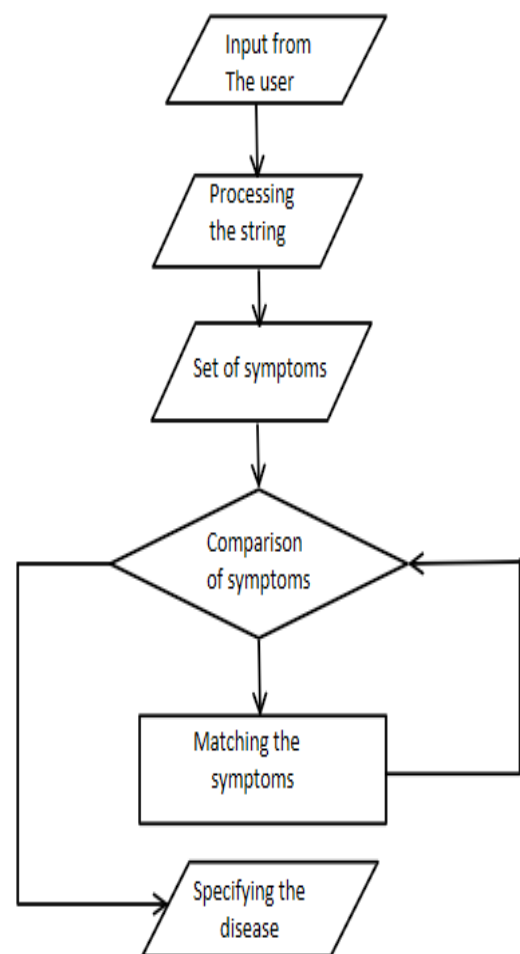 Input from
The user
Processing
the string
Set of symptoms
Comparison
of symptoms
Matching the
symptoms
Specifying the
disease